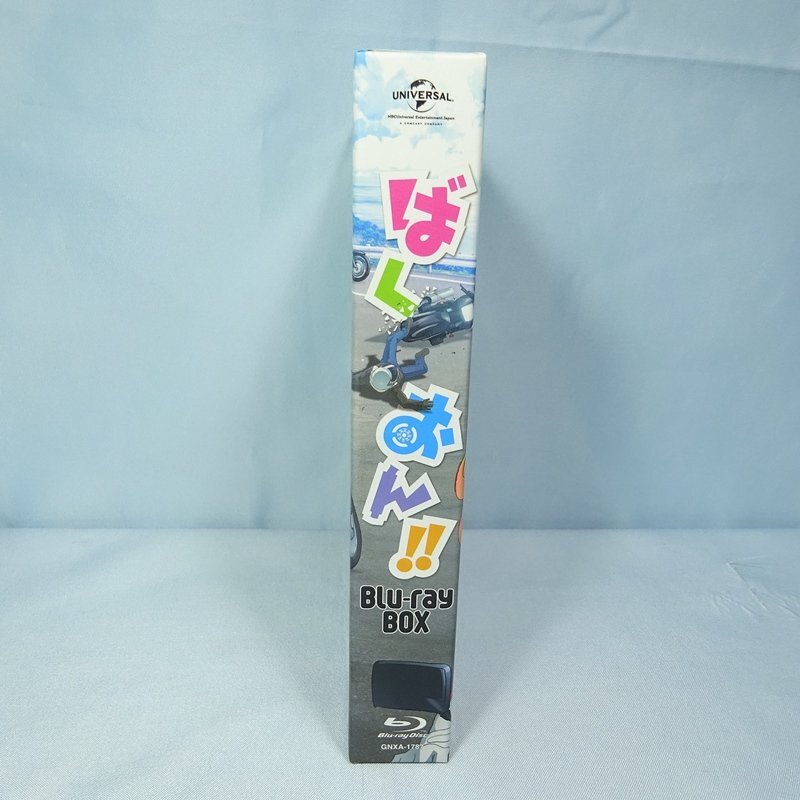 UNIVERSAL
NBCUniversal Entertainment Japan
A COMCAST COMPANY
ばくおん!!
Blu-ray
BOX
Blu-ray Disc